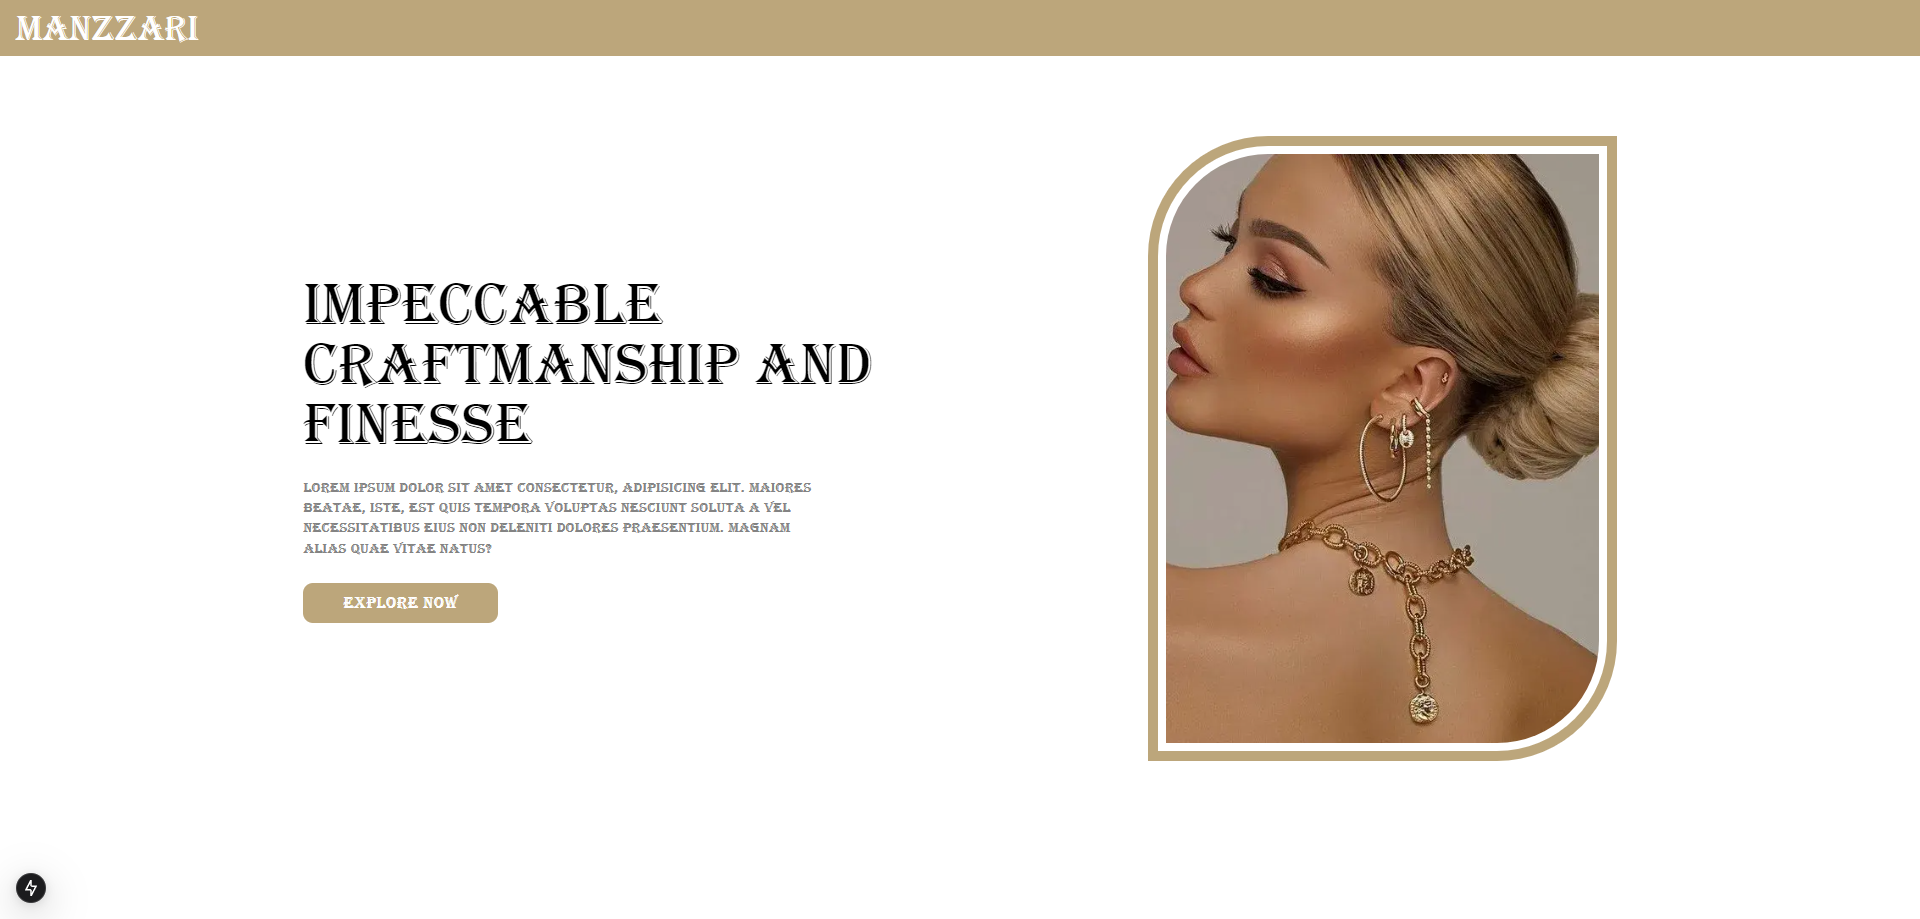 MANZZARI
IMPECCABLE
CRAFTMANSHIP AND
FINESSE
LOREM IPSUM DOLOR SIT AMET CONSECTETUR, ADIPISICING ELIT. MAIORES
BEATAE, ISTE, EST QUIS TEMPORA VOLUPTAS NESCIUNT SOLUTA A VEL
NECESSITATIBUS EIUS NON DELENITI DOLORES PRAESENTIUM. MAGNAM
ALIAS QUAE VITAE NATUS?
EXPLORE NOW